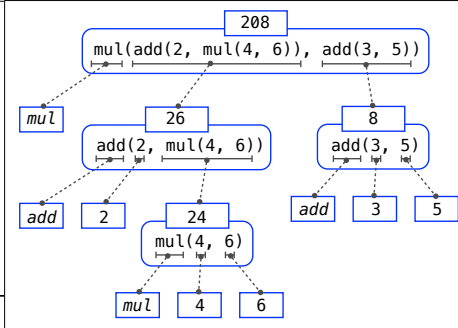 208
mul(add(2, mul(4, 6)), add(3, 5))
mul
26
8
add(2, mul(4, 6))
add(3, 5)
add
2
24
add
3
5
mul(4, 6)
mul
4
6